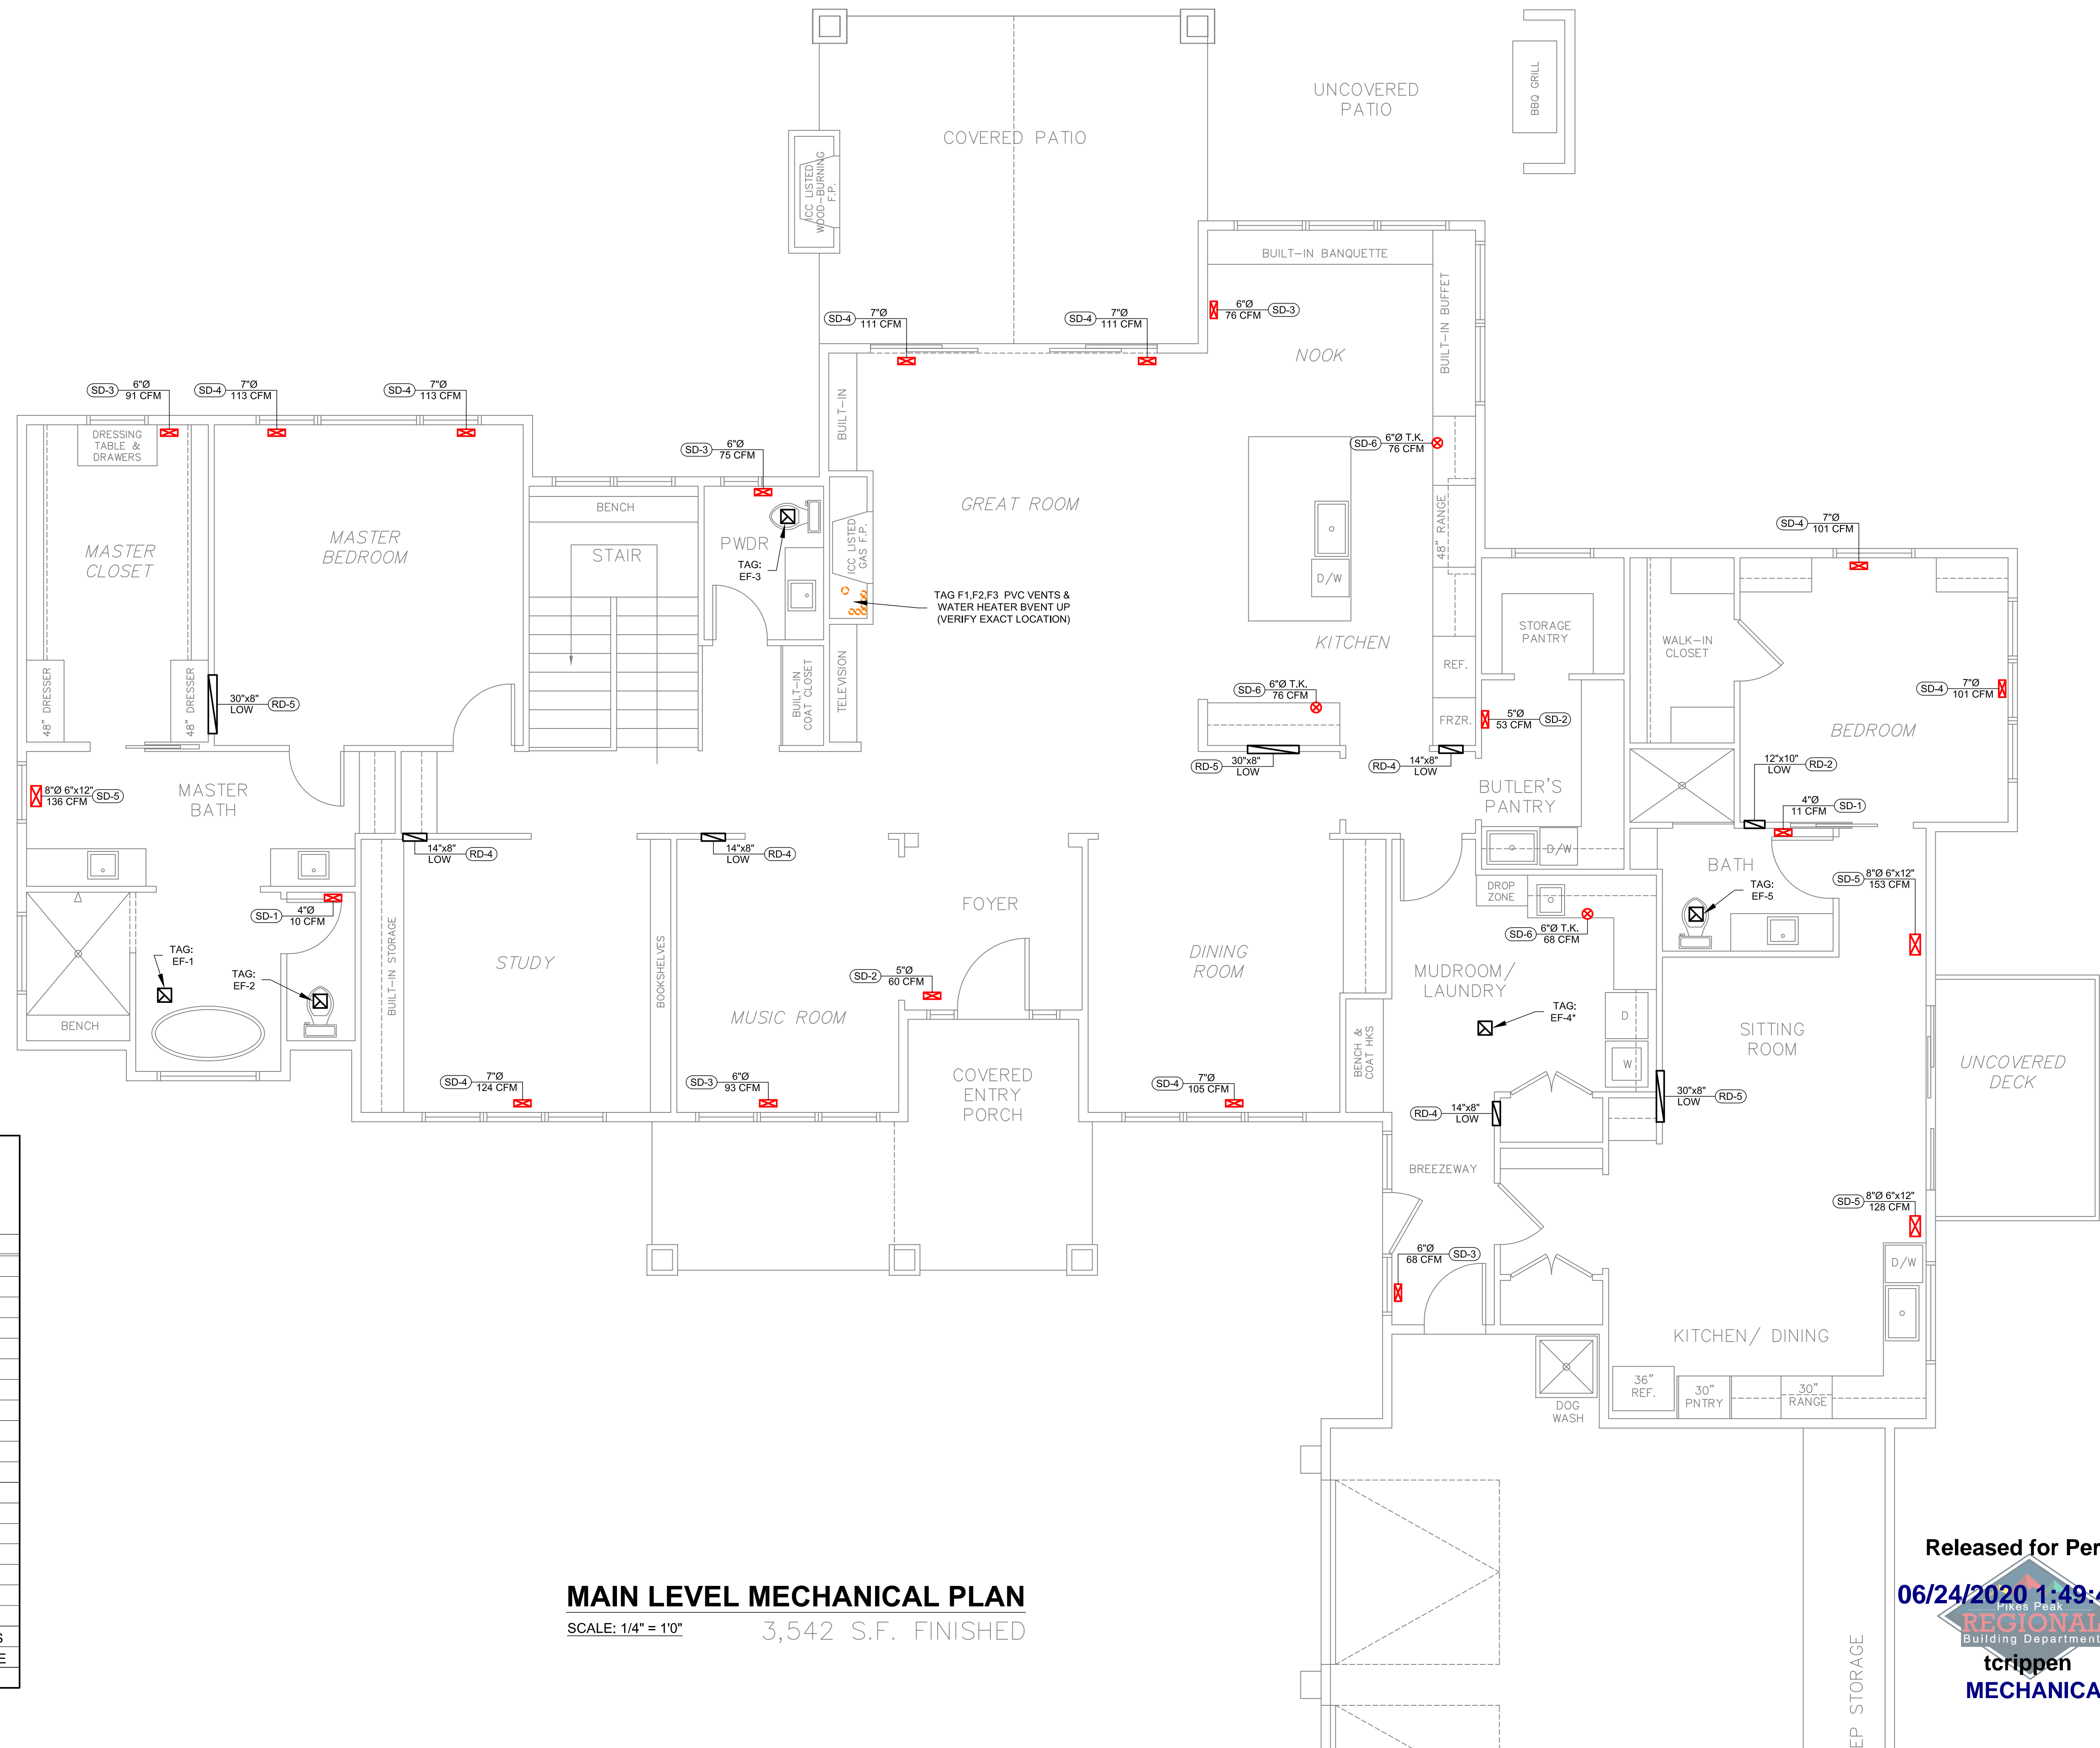 UNCOVERED
PATIO
BBQ GRILL
COVERED PATIO
ICC LISTED
WOOD-BURNING
F.P.
BUILT-IN BANQUETTE
BUILT-IN BUFFET
SD-4 7"Ø
111 CFM
SD-4 7"Ø
111 CFM
6"Ø SD-3
76 CFM
NOOK
SD-3 6"Ø
91 CFM
SD-4 7"Ø
113 CFM
SD-4 7"Ø
113 CFM
BUILT-IN
DRESSING
TABLE &
DRAWERS
SD-3 6"Ø
75 CFM
SD-6 6"Ø T.K.
76 CFM
BENCH
GREAT ROOM
48" RANGE
MASTER
CLOSET
MASTER
BEDROOM
STAIR
PWDR
TAG:
EF-3
ICC LISTED
GAS F.P.
D/W
SD-4 7"Ø
101 CFM
TAG F1,F2,F3 PVC VENTS &
WATER HEATER BVENT UP
(VERIFY EXACT LOCATION)
STORAGE
PANTRY
WALK-IN
CLOSET
KITCHEN
REF.
48" DRESSER
48" DRESSER
30"x8" RD-5
LOW
BUILT-IN
COAT CLOSET
TELEVISION
SD-6 6"Ø T.K.
76 CFM
FRZR.
5"Ø SD-2
53 CFM
SD-4 7"Ø
101 CFM
BEDROOM
RD-5 30"x8"
LOW
RD-4 14"x8"
LOW
12"x10" RD-2
LOW
8"Ø 6"x12" SD-5
136 CFM
MASTER
BATH
BUTLER'S
PANTRY
4"Ø SD-1
11 CFM
14"x8" RD-4
LOW
14"x8" RD-4
LOW
D/W
BATH
TAG:
EF-5
SD-5 8"Ø 6"x12"
153 CFM
DROP
ZONE
SD-1 4"Ø
10 CFM
FOYER
SD-6 6"Ø T.K.
68 CFM
TAG:
EF-1
TAG:
EF-2
BUILT-IN STORAGE
STUDY
BOOKSHELVES
SD-2 5"Ø
60 CFM
DINING
ROOM
MUDROOM/
LAUNDRY
TAG:
EF-4*
D
BENCH
MUSIC ROOM
BENCH &
COAT HKS
SITTING
ROOM
W
UNCOVERED
DECK
SD-4 7"Ø
124 CFM
SD-3 6"Ø
93 CFM
COVERED
ENTRY
PORCH
SD-4 7"Ø
105 CFM
RD-4 14"x8"
LOW
30"x8" RD-5
LOW
BREEZEWAY
SD-5 8"Ø 6"x12"
128 CFM
6"Ø SD-3
68 CFM
D/W
KITCHEN/ DINING
36"
REF.
30"
PNTRY
30"
RANGE
DOG
WASH
S
E
MAIN LEVEL MECHANICAL PLAN
SCALE: 1/4" = 1'0"
3,542 S.F. FINISHED
EP STORAGE
Released for Per
06/24/2020 1:49:4
Pikes Peak
REGIONAL
Building Department
tcrippen
MECHANICA